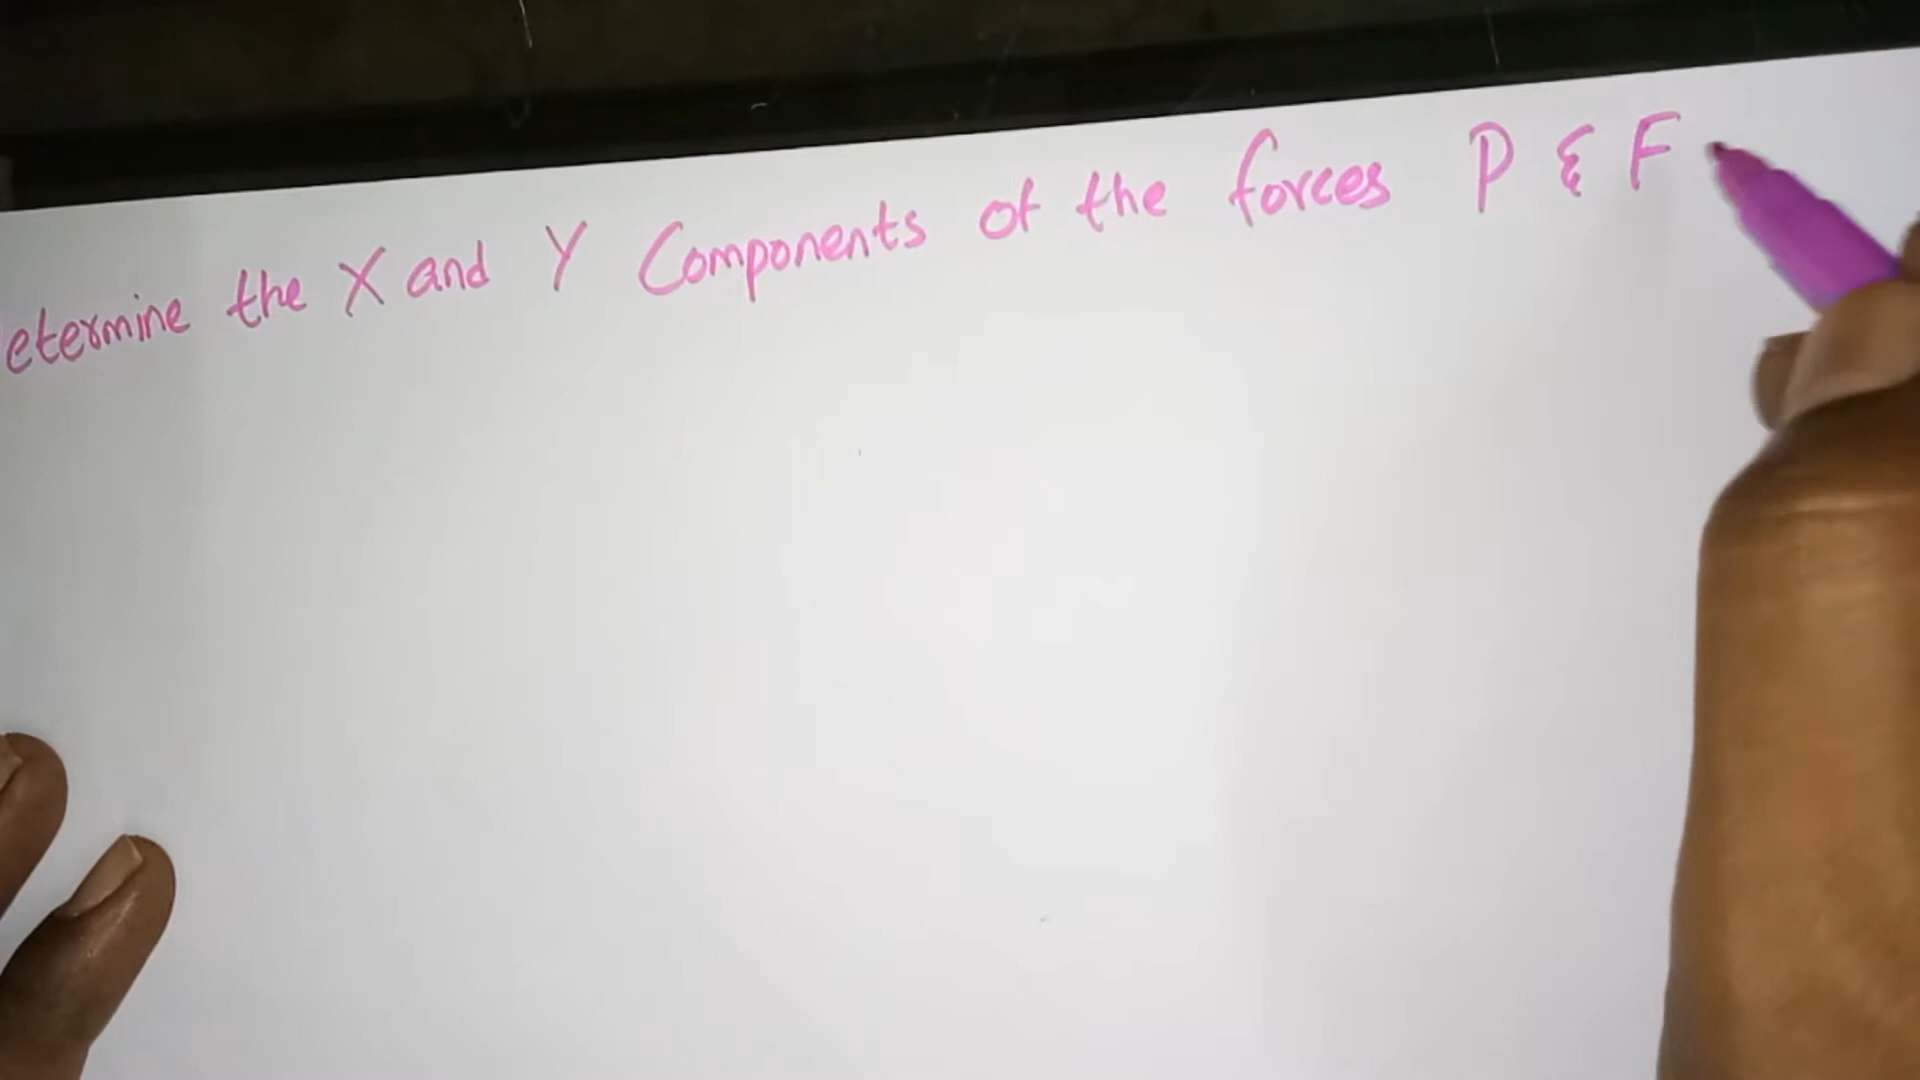 etermine the X and Y Components of the forces P & F